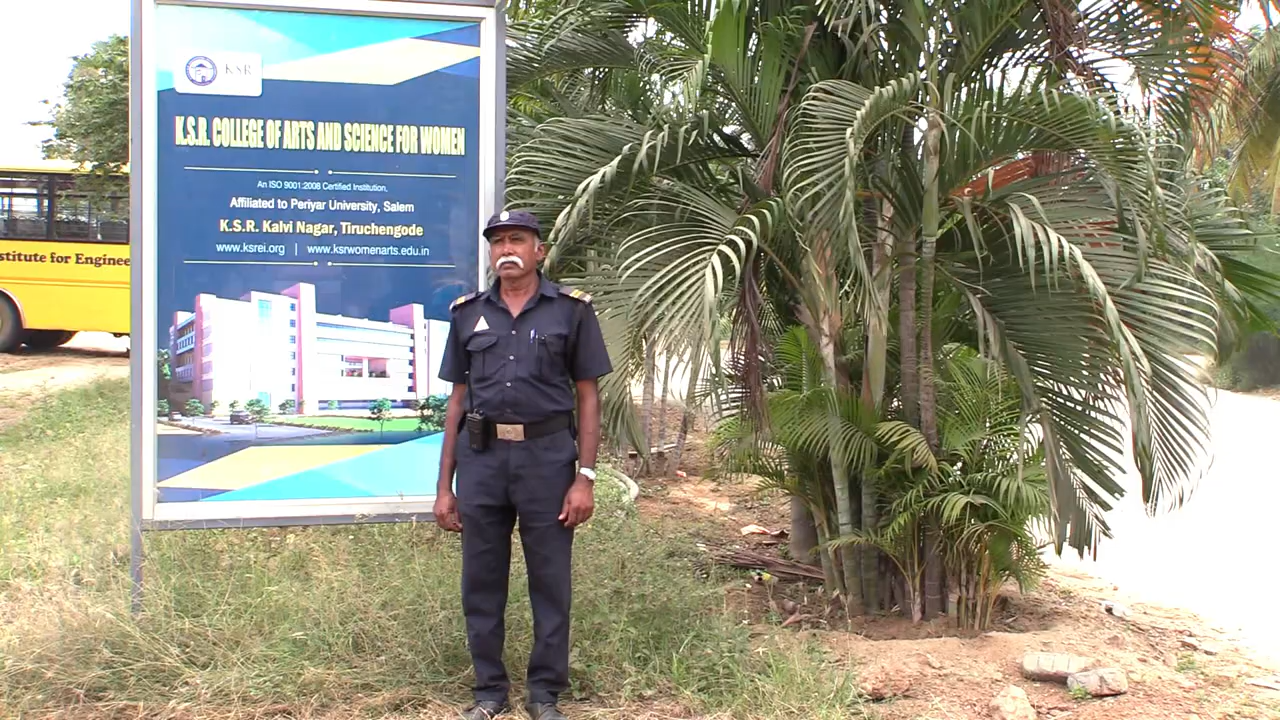 KSR
K.S.R. COLLEGE OF ARTS AND SCIENCE FOR WOMEN
An ISO 9001:2008 Certified Institution,
Affiliated to Periyar University, Salem
K.S.R. Kalvi Nagar, Tiruchengode
www.ksrei.org | www.ksrwomenarts.edu.in
stitute for Enginee